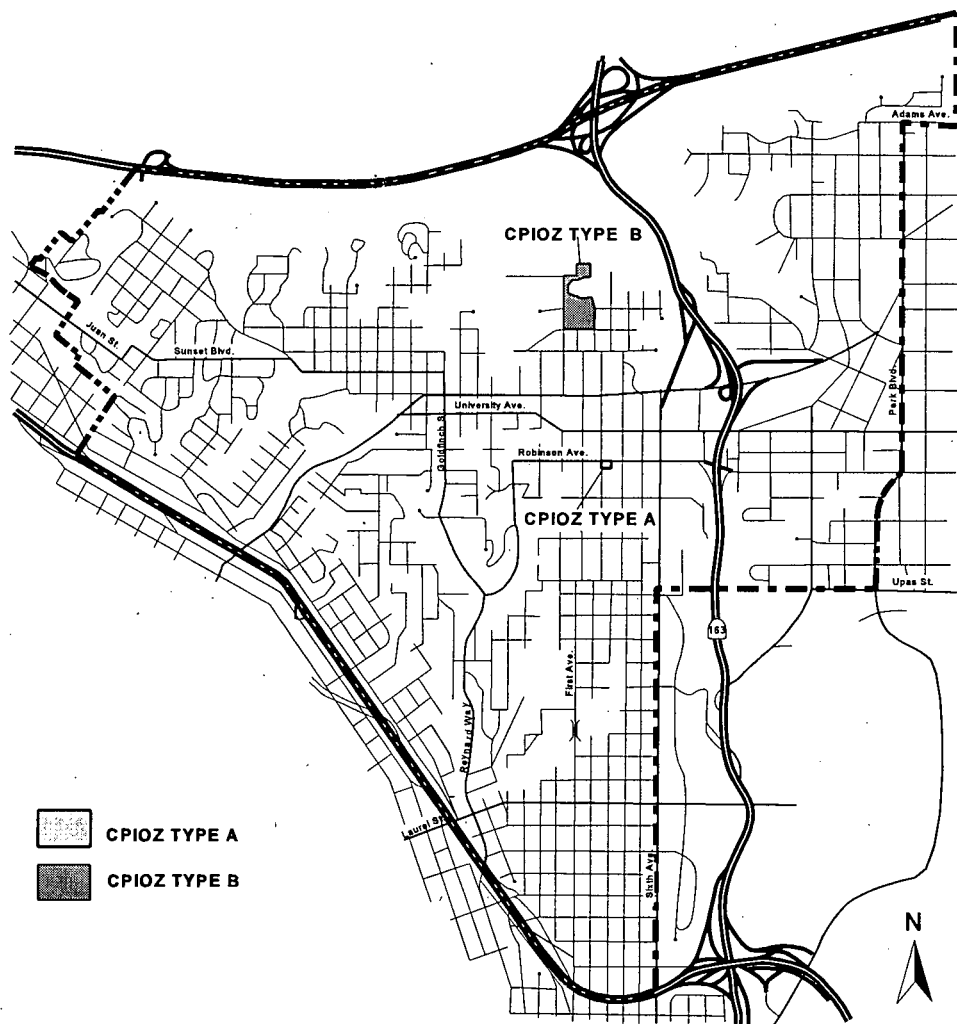 Adams Ave.
CPIOZ TYPE B
Juan St.
Sunset Blvd.
Park Blvd.
University Ave.
Goldfinch S
Robinson Ave.
CPIOZ TYPE A
Upas St.
163
First Ave.
Reynard Way
Laurel St.
Sixth Ave.
CPIOZ TYPE A
CPIOZ TYPE B
N